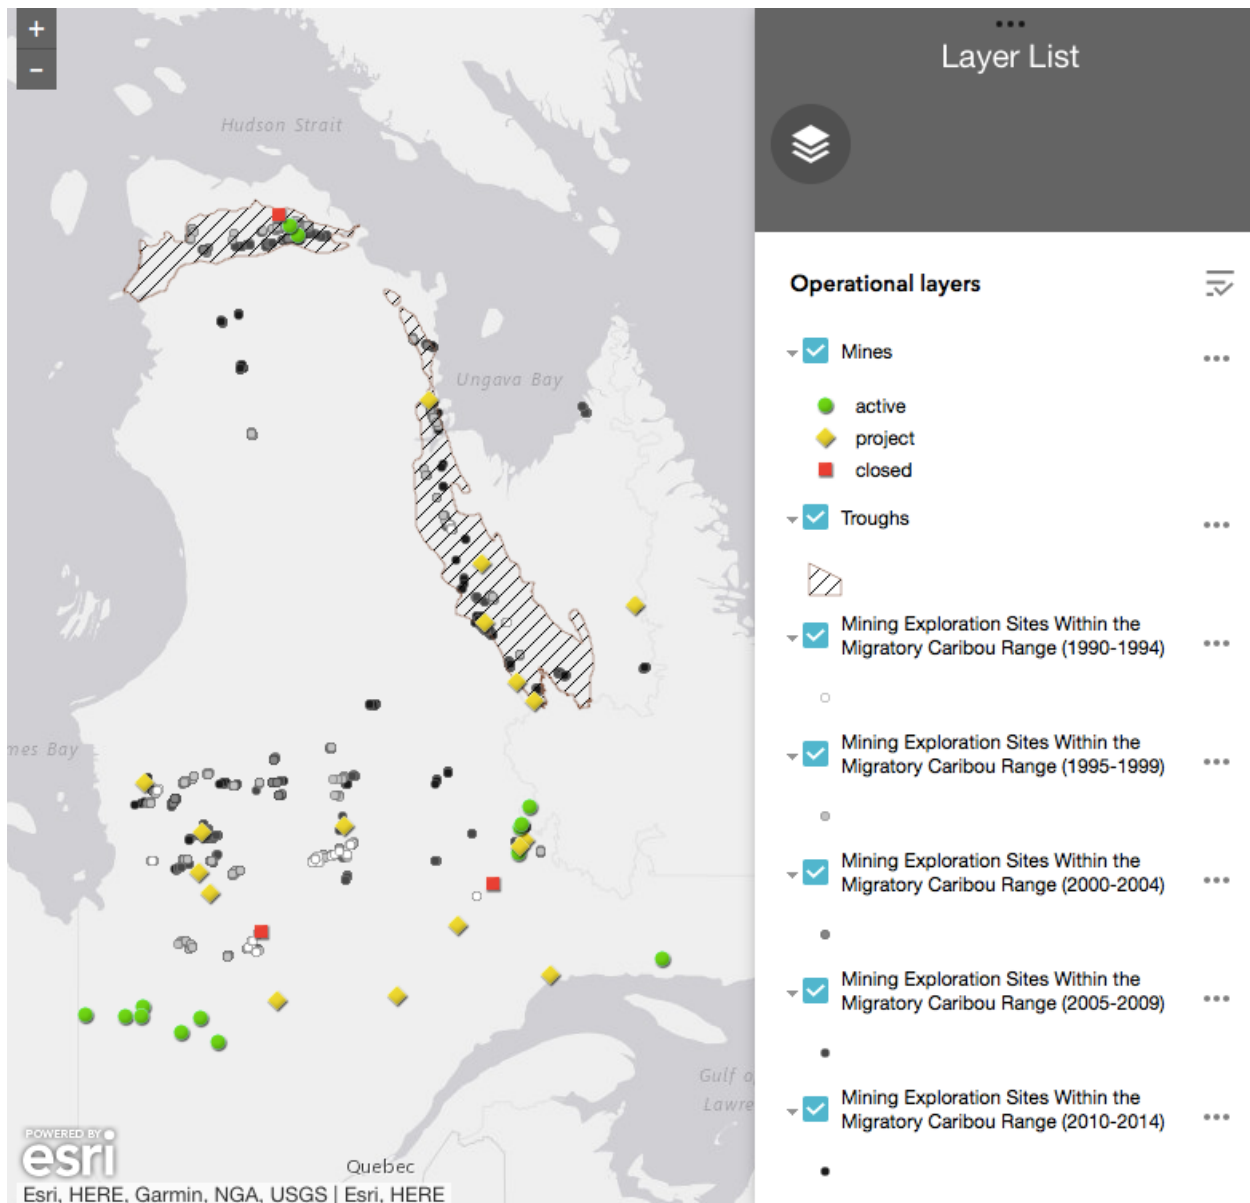 +
−
Hudson Strait
Ungava Bay
mes Bay
Gulf o
Lawre
Quebec
POWERED BY
esri
Esri, HERE, Garmin, NGA, USGS | Esri, HERE
Layer List
Operational layers
Mines
active
project
closed
Troughs
Mining Exploration Sites Within the
Migratory Caribou Range (1990-1994)
Mining Exploration Sites Within the
Migratory Caribou Range (1995-1999)
Mining Exploration Sites Within the
Migratory Caribou Range (2000-2004)
Mining Exploration Sites Within the
Migratory Caribou Range (2005-2009)
Mining Exploration Sites Within the
Migratory Caribou Range (2010-2014)